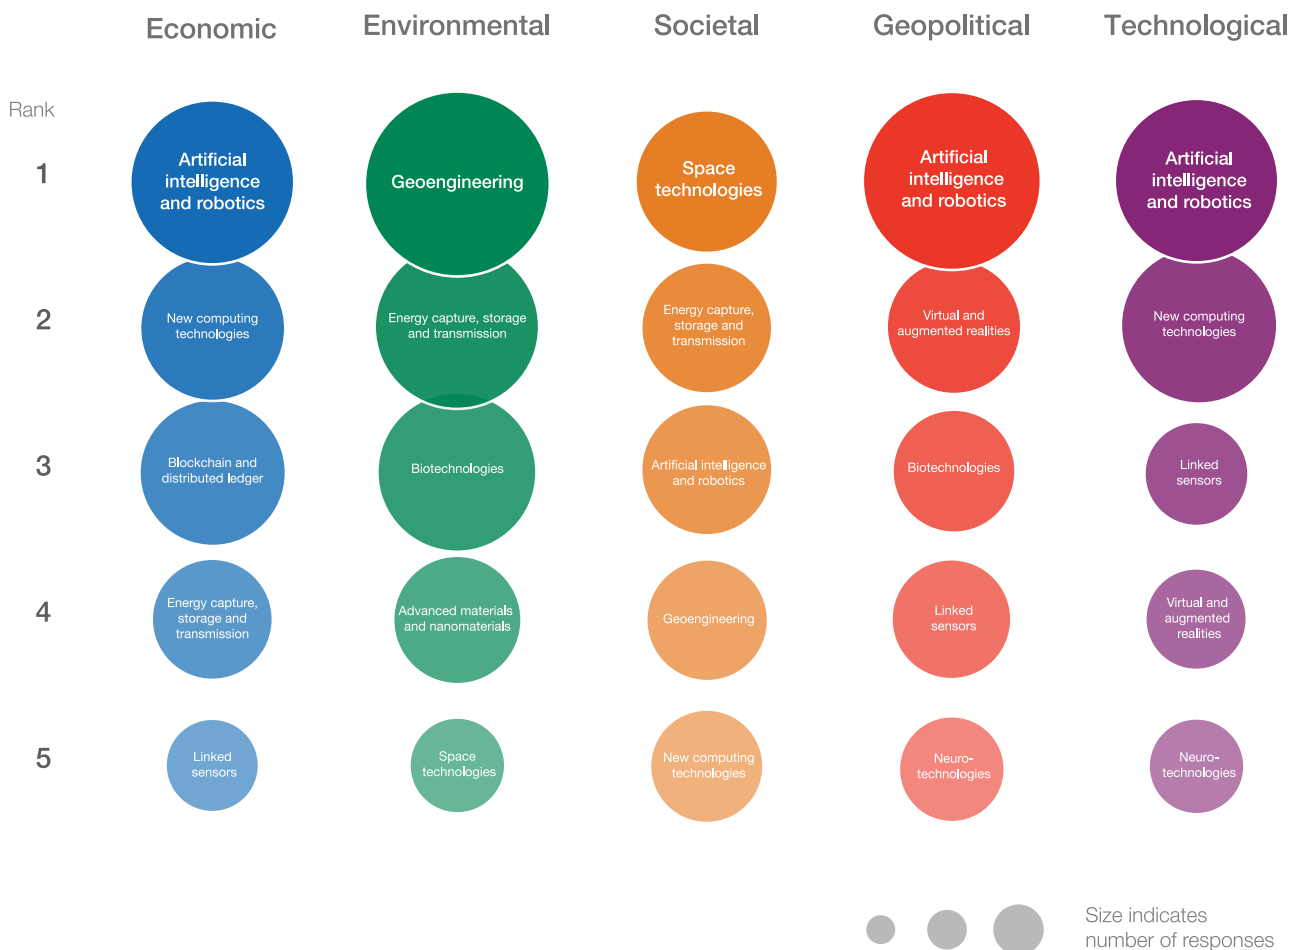 Economic
Environmental
Societal
Geopolitical
Technological
Rank
1
Artificial
intelligence
and robotics
Geoengineering
Space
technologies
Artificial
intelligence
and robotics
Artificial
intelligence
and robotics
2
New computing
technologies
Energy capture, storage
and transmission
Energy capture,
storage and
transmission
Virtual and
augmented realities
New computing
technologies
3
Blockchain and
distributed ledger
Biotechnologies
Artificial intelligence
and robotics
Biotechnologies
Linked
sensors
4
Energy capture,
storage and
transmission
Advanced materials
and nanomaterials
Geoengineering
Linked
sensors
Virtual and
augmented
realities
5
Linked
sensors
Space
technologies
New computing
technologies
Neuro-
technologies
Neuro-
technologies
Size indicates
number of responses